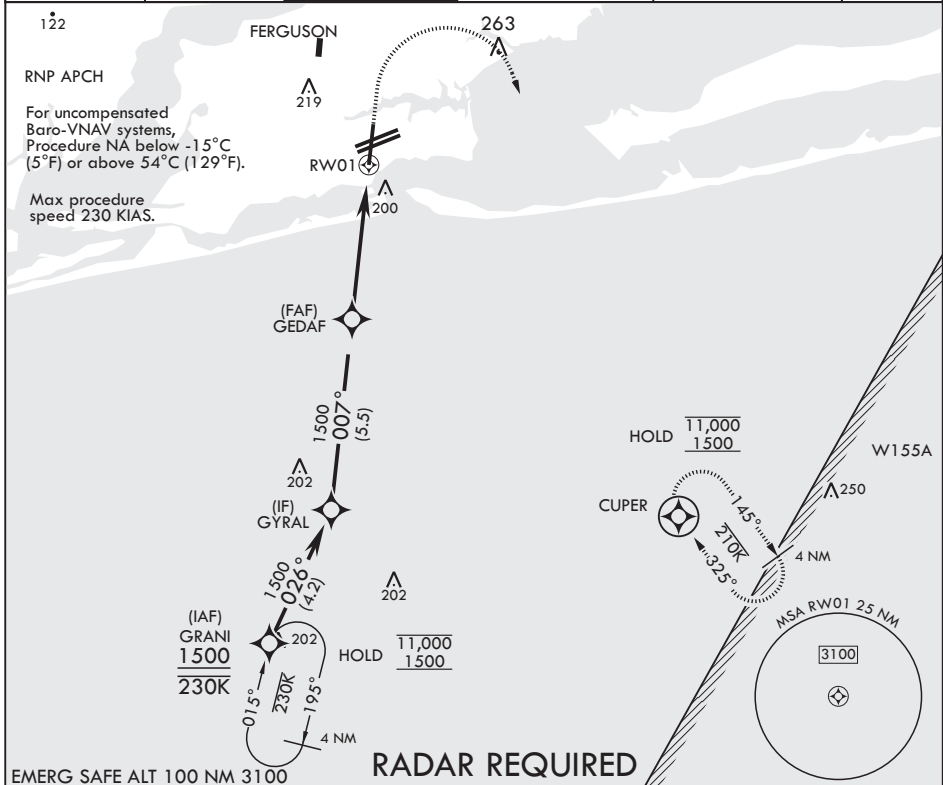 122
FERGUSON
263
RNP APCH
219
For uncompensated
Baro-VNAV systems,
Procedure NA below -15°C
(5°F) or above 54°C (129°F).
RW01
Max procedure
speed 230 KIAS.
200
(FAF)
GEDAF
1500
007°
(5.5)
HOLD 11,000
1500
W155A
202
250
(IF)
GYRAL
CUPER
145°
210K
325°
4 NM
1500
026°
(4.2)
202
MSA RW01 25 NM
3100
(IAF)
GRANI
1500
230K
202
HOLD 11,000
1500
015°
230K
195°
4 NM
RADAR REQUIRED
EMERG SAFE ALT 100 NM 3100